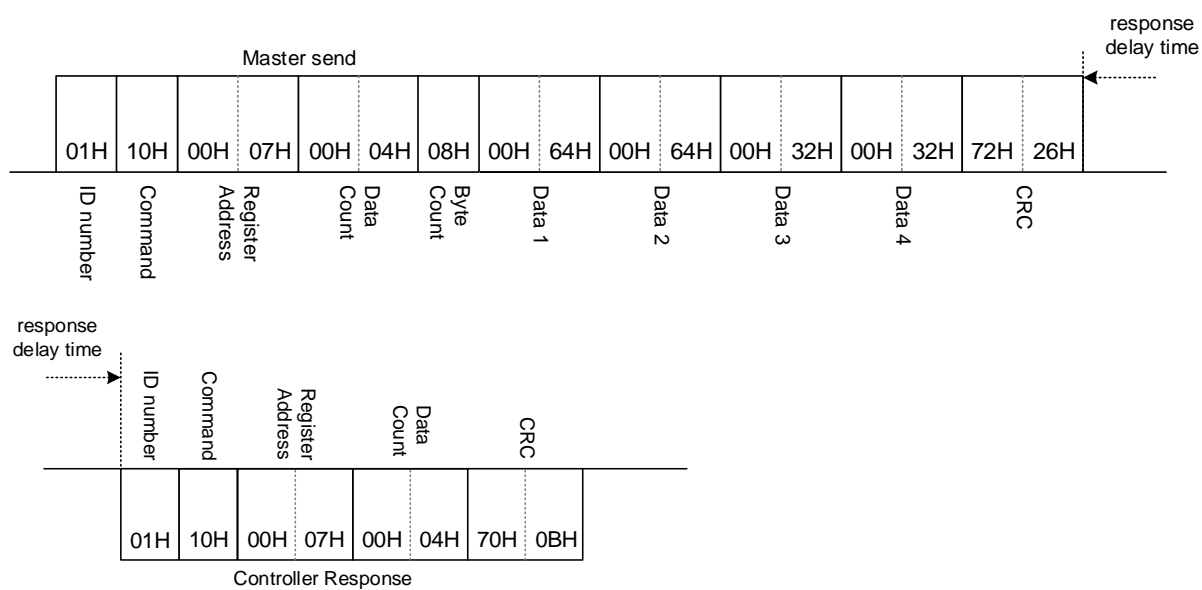 response
delay time
Master send
01H 10H 00H 07H 00H 04H 08H 00H 64H 00H 64H 00H 32H 00H 32H 72H 26H
ID number
Command
Register
Address
Data
Count
Byte
Count
Data 1
Data 2
Data 3
Data 4
CRC
response
delay time
ID number
Command
Register
Address
Data
Count
CRC
01H 10H 00H 07H 00H 04H 70H 0BH
Controller Response